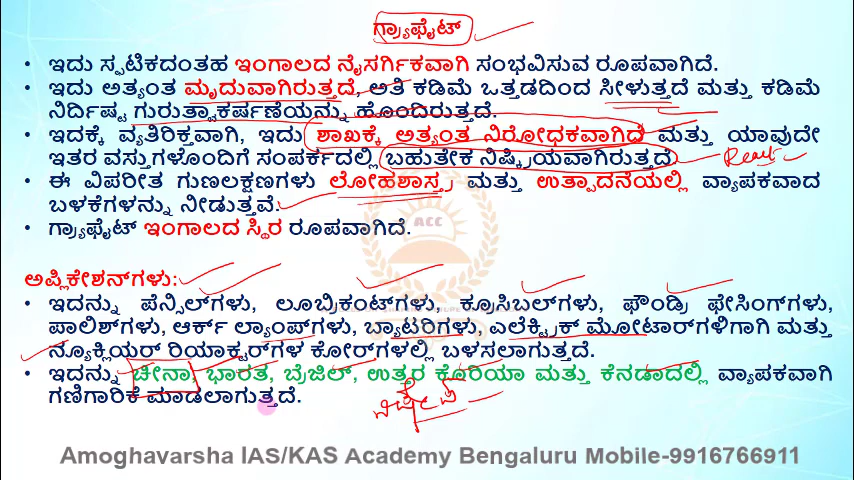 ಗ್ರ್ಯಾಫೈಟ್
• ಇದು ಸ್ಫಟಿಕದಂತಹ ಇಂಗಾಲದ ನೈಸರ್ಗಿಕವಾಗಿ ಸಂಭವಿಸುವ ರೂಪವಾಗಿದೆ.
• ಇದು ಅತ್ಯಂತ ಮೃದುವಾಗಿರುತ್ತದೆ, ಅತಿ ಕಡಿಮೆ ಒತ್ತಡದಿಂದ ಸೀಳುತ್ತದೆ ಮತ್ತು ಕಡಿಮೆ
ನಿರ್ದಿಷ್ಟ ಗುರುತ್ವಾಕರ್ಷಣೆಯನ್ನು ಹೊಂದಿರುತ್ತದೆ.
• ಇದಕ್ಕೆ ವ್ಯತಿರಿಕ್ತವಾಗಿ, ಇದು ಶಾಖಕ್ಕೆ ಅತ್ಯಂತ ನಿರೋಧಕವಾಗಿದೆ ಮತ್ತು ಯಾವುದೇ
ಇತರ ವಸ್ತುಗಳೊಂದಿಗೆ ಸಂಪರ್ಕದಲ್ಲಿ ಬಹುತೇಕ ನಿಷ್ಕ್ರಿಯವಾಗಿರುತ್ತದೆ. React
• ಈ ವಿಪರೀತ ಗುಣಲಕ್ಷಣಗಳು ಲೋಹಶಾಸ್ತ್ರ ಮತ್ತು ಉತ್ಪಾದನೆಯಲ್ಲಿ ವ್ಯಾಪಕವಾದ
ಬಳಕೆಗಳನ್ನು ನೀಡುತ್ತವೆ.
• ಗ್ರ್ಯಾಫೈಟ್ ಇಂಗಾಲದ ಸ್ಥಿರ ರೂಪವಾಗಿದೆ.
ACC
ಅಪ್ಲಿಕೇಶನ್‌ಗಳು:
• ಇದನ್ನು ಪೆನ್ಸಿಲ್‌ಗಳು, ಲೂಬ್ರಿಕಂಟ್‌ಗಳು, ಕ್ರೂಸಿಬಲ್‌ಗಳು, ಫೌಂಡ್ರಿ ಫೇಸಿಂಗ್‌ಗಳು,
ಪಾಲಿಶ್‌ಗಳು, ಆರ್ಕ್ ಲ್ಯಾಂಪ್‌ಗಳು, ಬ್ಯಾಟರಿಗಳು, ಎಲೆಕ್ಟ್ರಿಕ್ ಮೋಟಾರ್‌ಗಳಿಗಾಗಿ ಮತ್ತು
ನ್ಯೂಕ್ಲಿಯರ್ ರಿಯಾಕ್ಟರ್‌ಗಳ ಕೋರ್‌ಗಳಲ್ಲಿ ಬಳಸಲಾಗುತ್ತದೆ.
• ಇದನ್ನು ಚೀನಾ, ಭಾರತ, ಬ್ರೆಜಿಲ್, ಉತ್ತರ ಕೊರಿಯಾ ಮತ್ತು ಕೆನಡಾದಲ್ಲಿ ವ್ಯಾಪಕವಾಗಿ
ಗಣಿಗಾರಿಕೆ ಮಾಡಲಾಗುತ್ತದೆ.
Amoghavarsha IAS/KAS Academy Bengaluru Mobile-9916766911